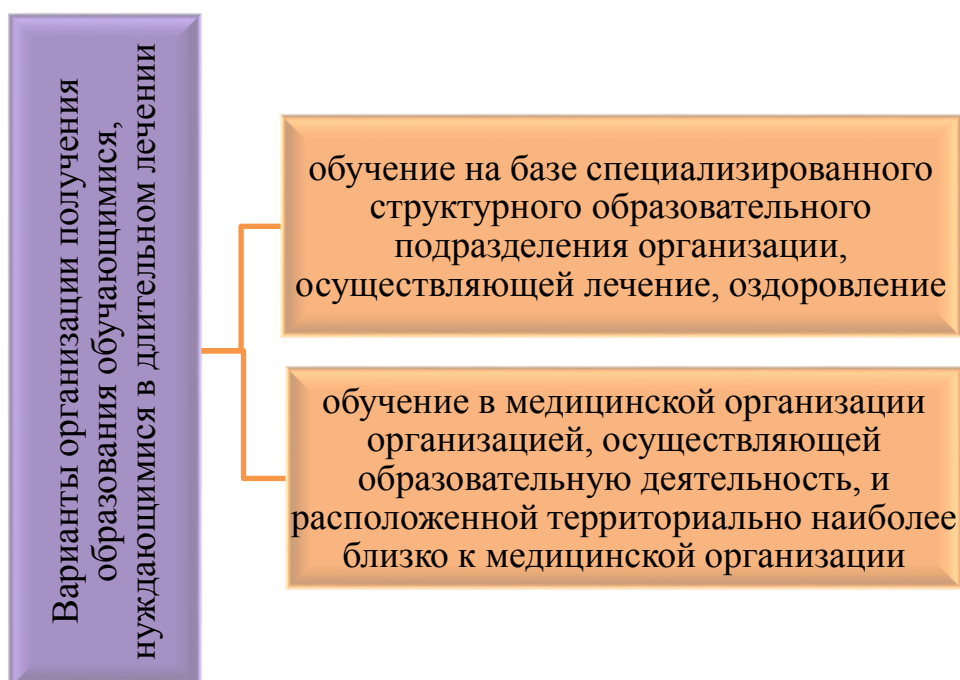 Варианты организации получения
образования обучающимися,
нуждающимися в длительном лечении
обучение на базе специализированного
структурного образовательного
подразделения организации,
осуществляющей лечение, оздоровление
обучение в медицинской организации
организацией, осуществляющей
образовательную деятельность, и
расположенной территориально наиболее
близко к медицинской организации